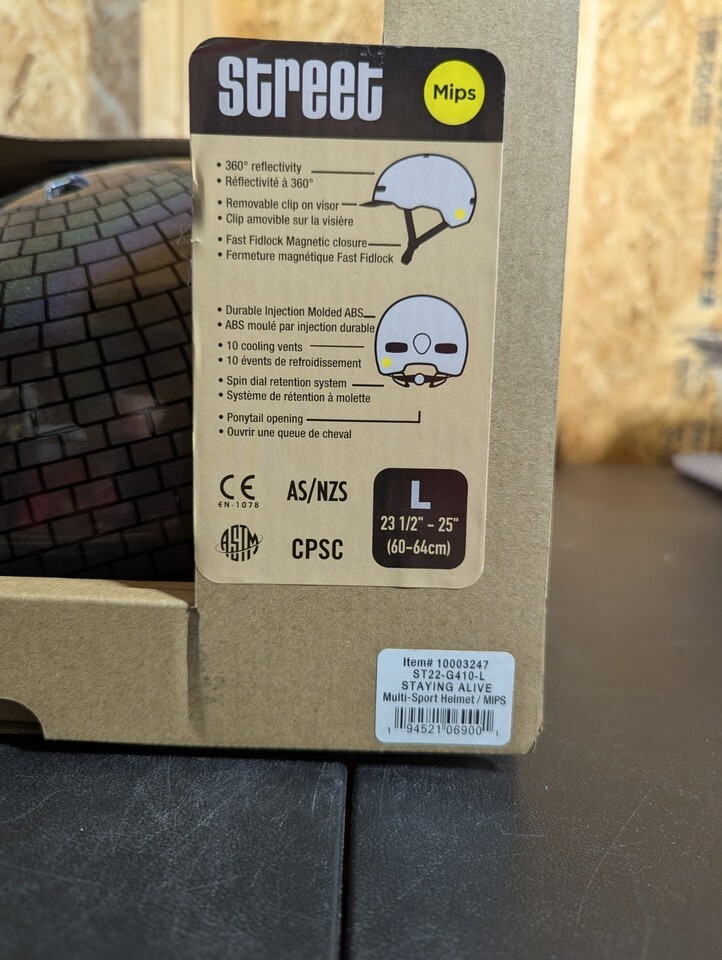 street
Mips
• 360° reflectivity
• Réflectivité à 360°
• Removable clip on visor
• Clip amovible sur la visière
• Fast Fidlock Magnetic closure
• Fermeture magnétique Fast Fidlock
• Durable Injection Molded ABS
• ABS moulé par injection durable
• 10 cooling vents
• 10 évents de refroidissement
• Spin dial retention system
• Système de rétention à molette
• Ponytail opening
• Ouvrir une queue de cheval
CE
EN-1078
AS/NZS
ASTM
CPSC
L
23 1/2" - 25"
(60-64cm)
Item# 10003247
ST22-G410-L
STAYING ALIVE
Multi-Sport Helmet / MIPS
1 94521 06900 1